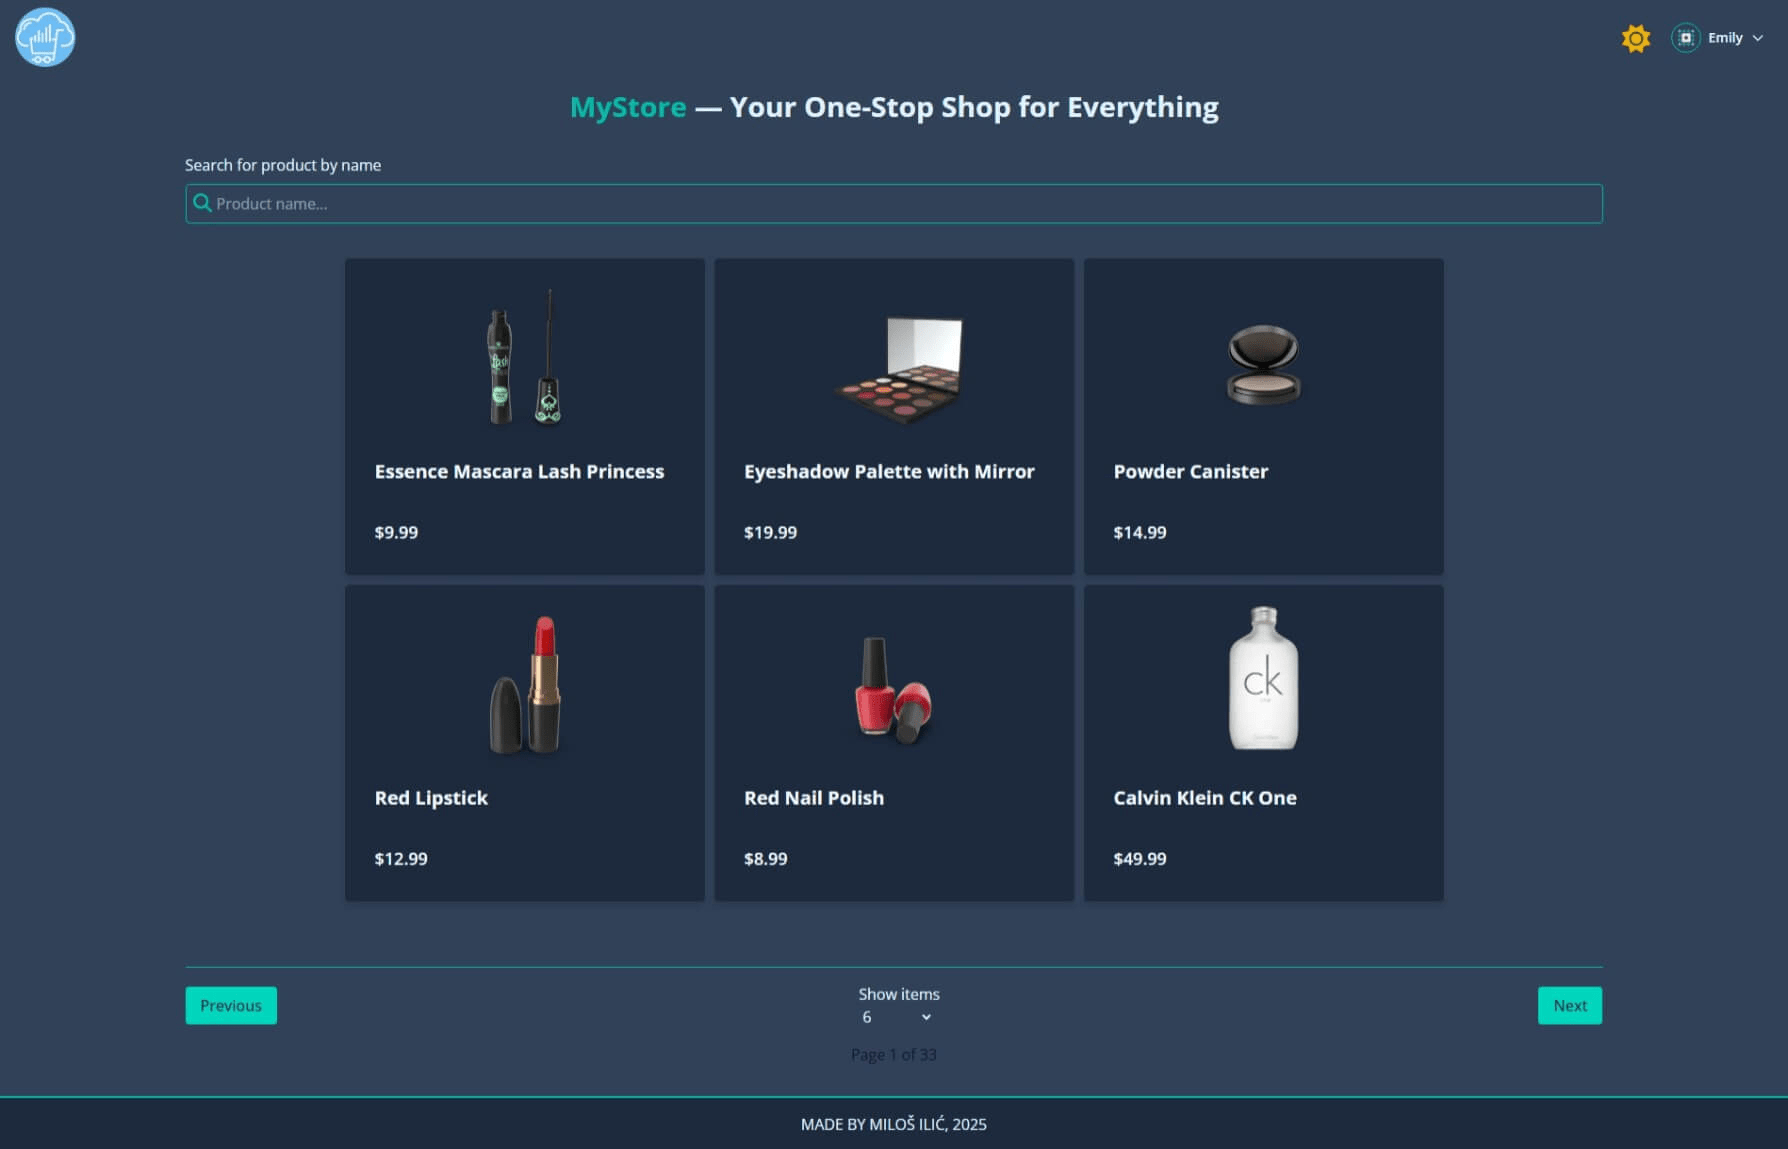 Emily
MyStore — Your One-Stop Shop for Everything
Search for product by name
Product name...
Essence Mascara Lash Princess
$9.99
Eyeshadow Palette with Mirror
$19.99
Powder Canister
$14.99
ck
Red Lipstick
$12.99
Red Nail Polish
$8.99
Calvin Klein CK One
$49.99
Previous
Show items
6
Next
Page 1 of 33
MADE BY MILOŠ ILIĆ, 2025